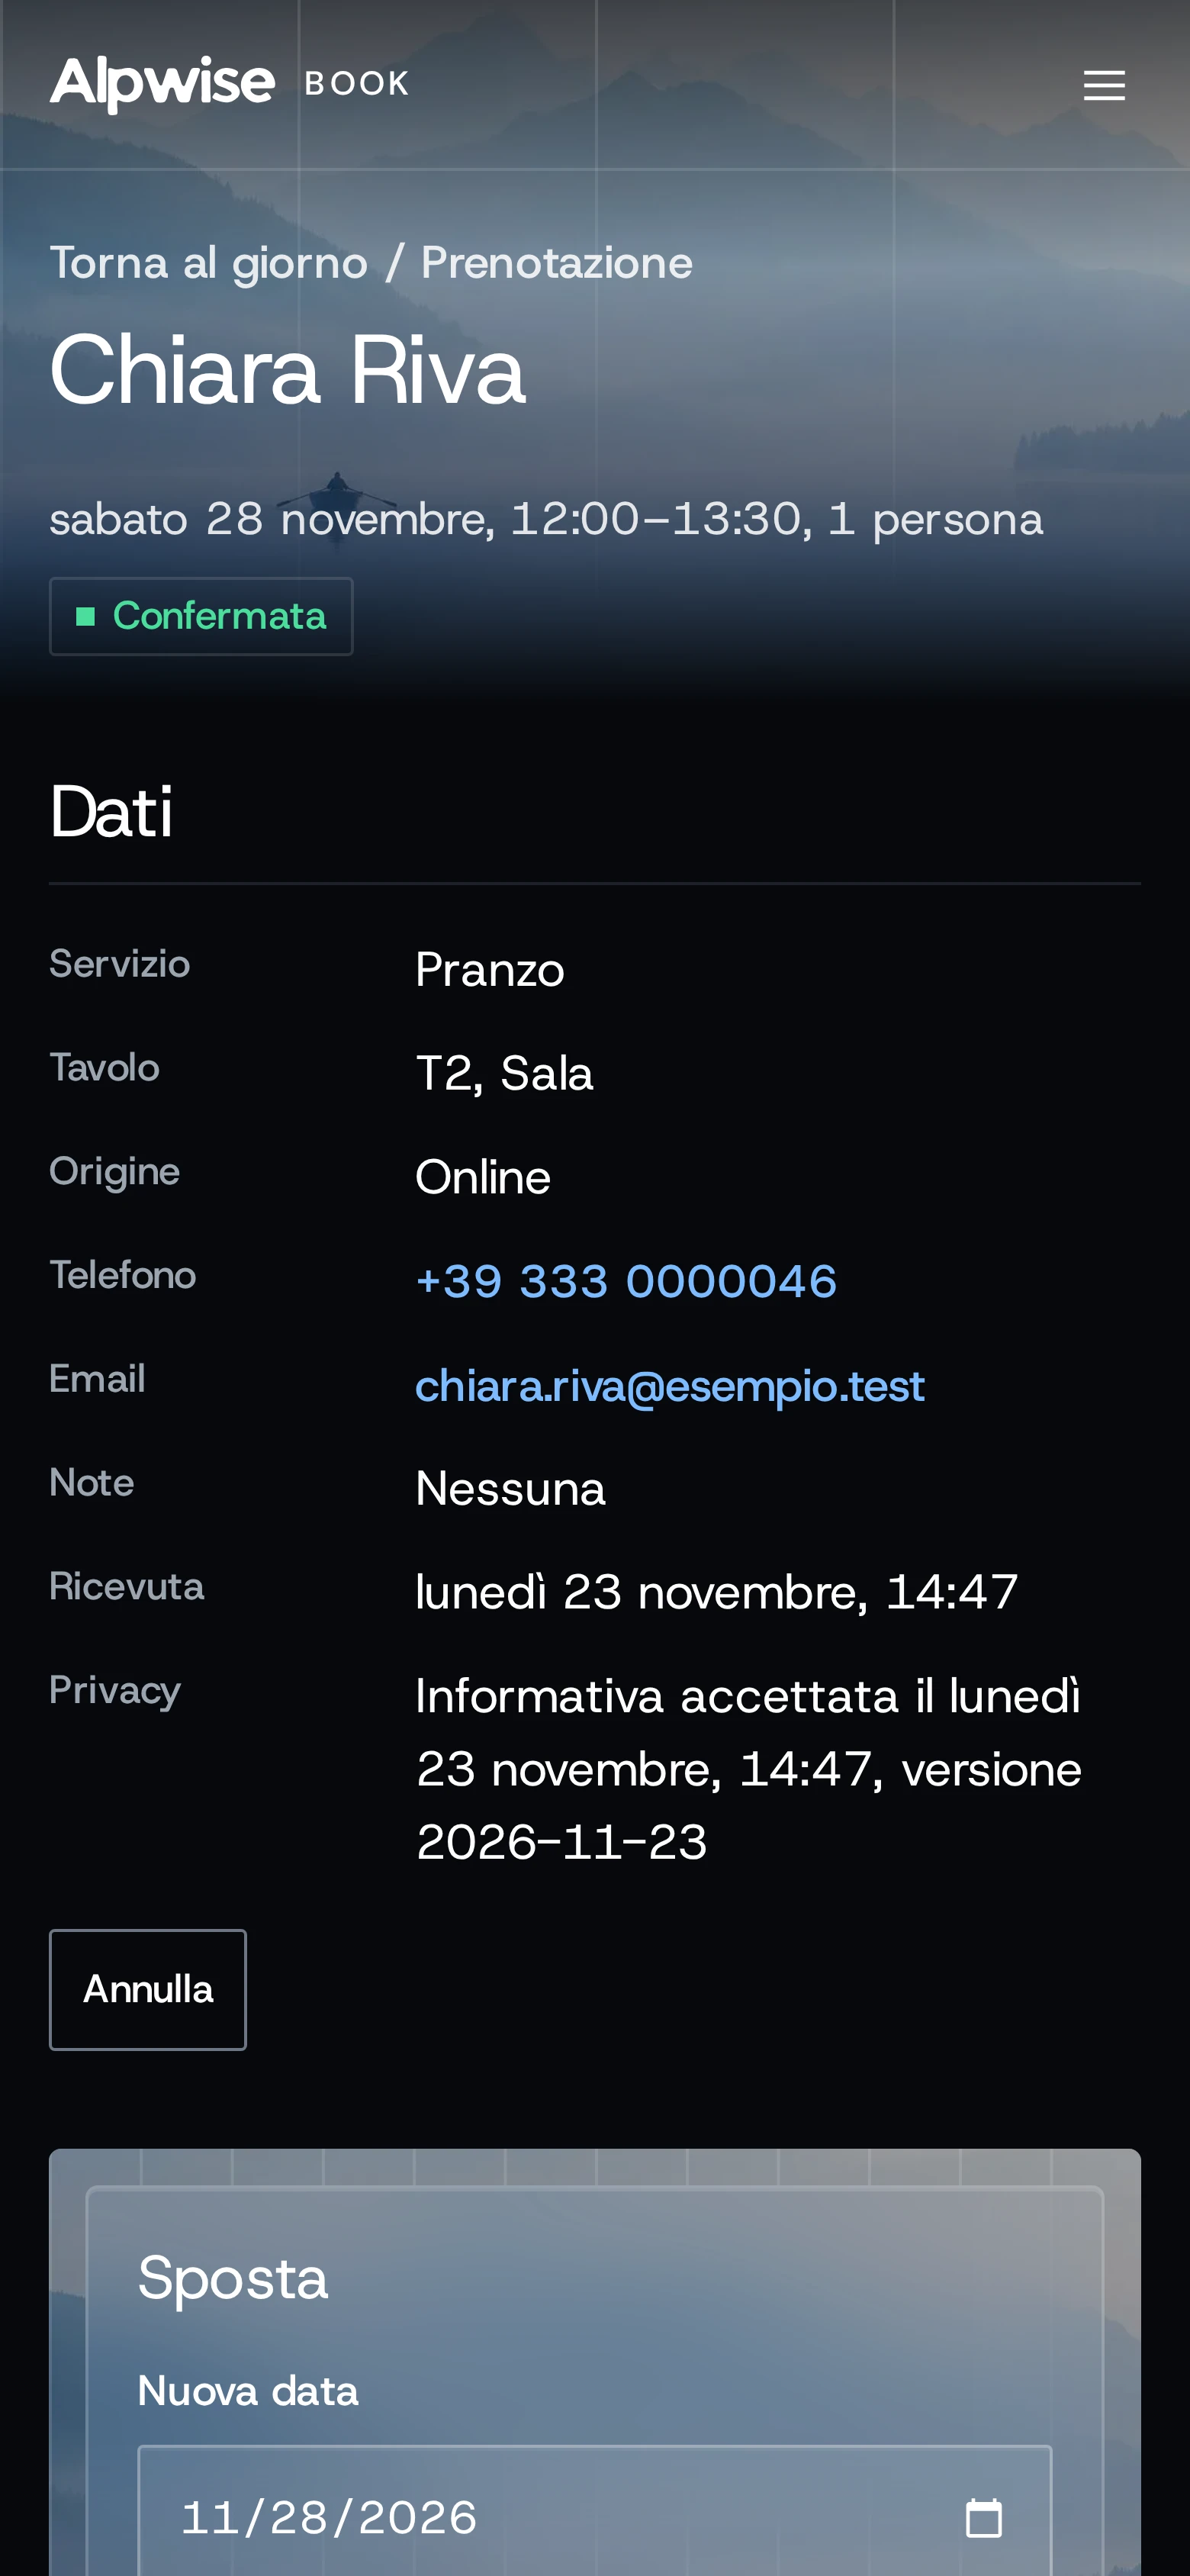 Alpwise BOOK
Torna al giorno / Prenotazione
Chiara Riva
sabato 28 novembre, 12:00–13:30, 1 persona
Confermata
Dati
Servizio Pranzo
Tavolo T2, Sala
Origine Online
Telefono +39 333 0000046
Email chiara.riva@esempio.test
Note Nessuna
Ricevuta lunedì 23 novembre, 14:47
Privacy Informativa accettata il lunedì
23 novembre, 14:47, versione
2026-11-23
Annulla
Sposta
Nuova data
11/28/2026